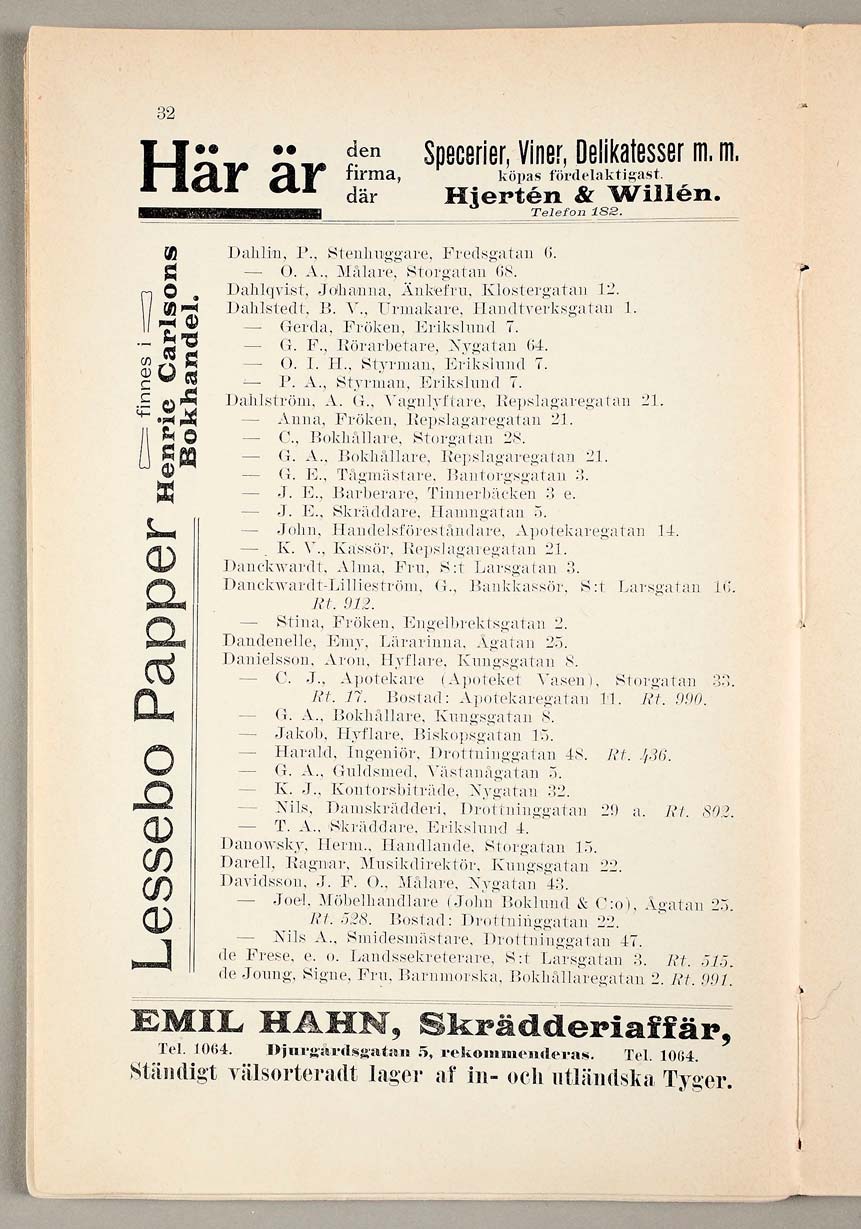 32
Här är
den
firma,
där
Specerier, Viner, Delikatesser m. m.
köpas fördelaktigast.
Hjertén & Willén.
Telefon 182.
Lessebo Papper
finnes i
Henric Carlsons
Bokhandel.
Dahlin, P., Stenhuggare, Fredsgatan 6.
— O. A., Målare, Storgatan 68.
Dahlqvist, Johanna, Änkefru, Klostergatan 12.
Dahlstedt, B. V., Urmakare, Handtverksgatan 1.
— Gerda, Fröken, Erikslund 7.
— G. F., Rörarbetare, Nygatan 64.
— O. I. H., Styrman, Erikslund 7.
— P. A., Styrman, Erikslund 7.
Dahlström, A. G., Vagnlyftare, Repslagaregatan 21.
— Anna, Fröken, Repslagaregatan 21.
— C., Bokhållare, Storgatan 28.
— G. A., Bokhållare, Repslagaregatan 21.
— G. E., Tågmästare, Bantorgsgatan 3.
— J. E., Barberare, Tinnerbäcken 3 e.
— J. E., Skräddare, Hamngatan 5.
— John, Handelsföreståndare, Apotekaregatan 14.
— K. V., Kassör, Repslagaregatan 21.
Danckwardt, Alma, Fru, S:t Larsgatan 3.
Danckwardt-Lillieström, G., Bankkassör, S:t Larsgatan 16.
Rt. 912.
— Stina, Fröken, Engelbrektsgatan 2.
Dandenelle, Emy, Lärarinna, Ågatan 25.
Danielsson, Aron, Hyflare, Kungsgatan 8.
— C. J., Apotekare (Apoteket Vasen), Storgatan 33.
Rt. 17. Bostad: Apotekaregatan 11. Rt. 990.
— G. A., Bokhållare, Kungsgatan 8.
— Jakob, Hyflare, Biskopsgatan 15.
— Harald, Ingeniör, Drottninggatan 48. Rt. 436.
— G. A., Guldsmed, Västanågatan 5.
— K. J., Kontorsbiträde, Nygatan 32.
— Nils, Damskrädderi, Drottninggatan 29 a. Rt. 802.
— T. A., Skräddare, Erikslund 4.
Danowsky, Herm., Handlande, Storgatan 15.
Darell, Ragnar, Musikdirektör, Kungsgatan 22.
Davidsson, J. F. O., Målare, Nygatan 43.
— Joel, Möbelhandlare (John Boklund & C:o), Ågatan 25.
Rt. 528. Bostad: Drottninggatan 22.
— Nils A., Smidesmästare, Drottninggatan 47.
de Frese, e. o. Landssekreterare, S:t Larsgatan 3. Rt. 515.
de Joung, Signe, Fru, Barnmorska, Bokhållaregatan 2. Rt. 991.
EMIL HAHN, Skrädderiaffär,
Tel. 1064. Djurgårdsgatan 5, rekommenderas. Tel. 1064.
Ständigt välsorteradt lager af in- och utländska Tyger.